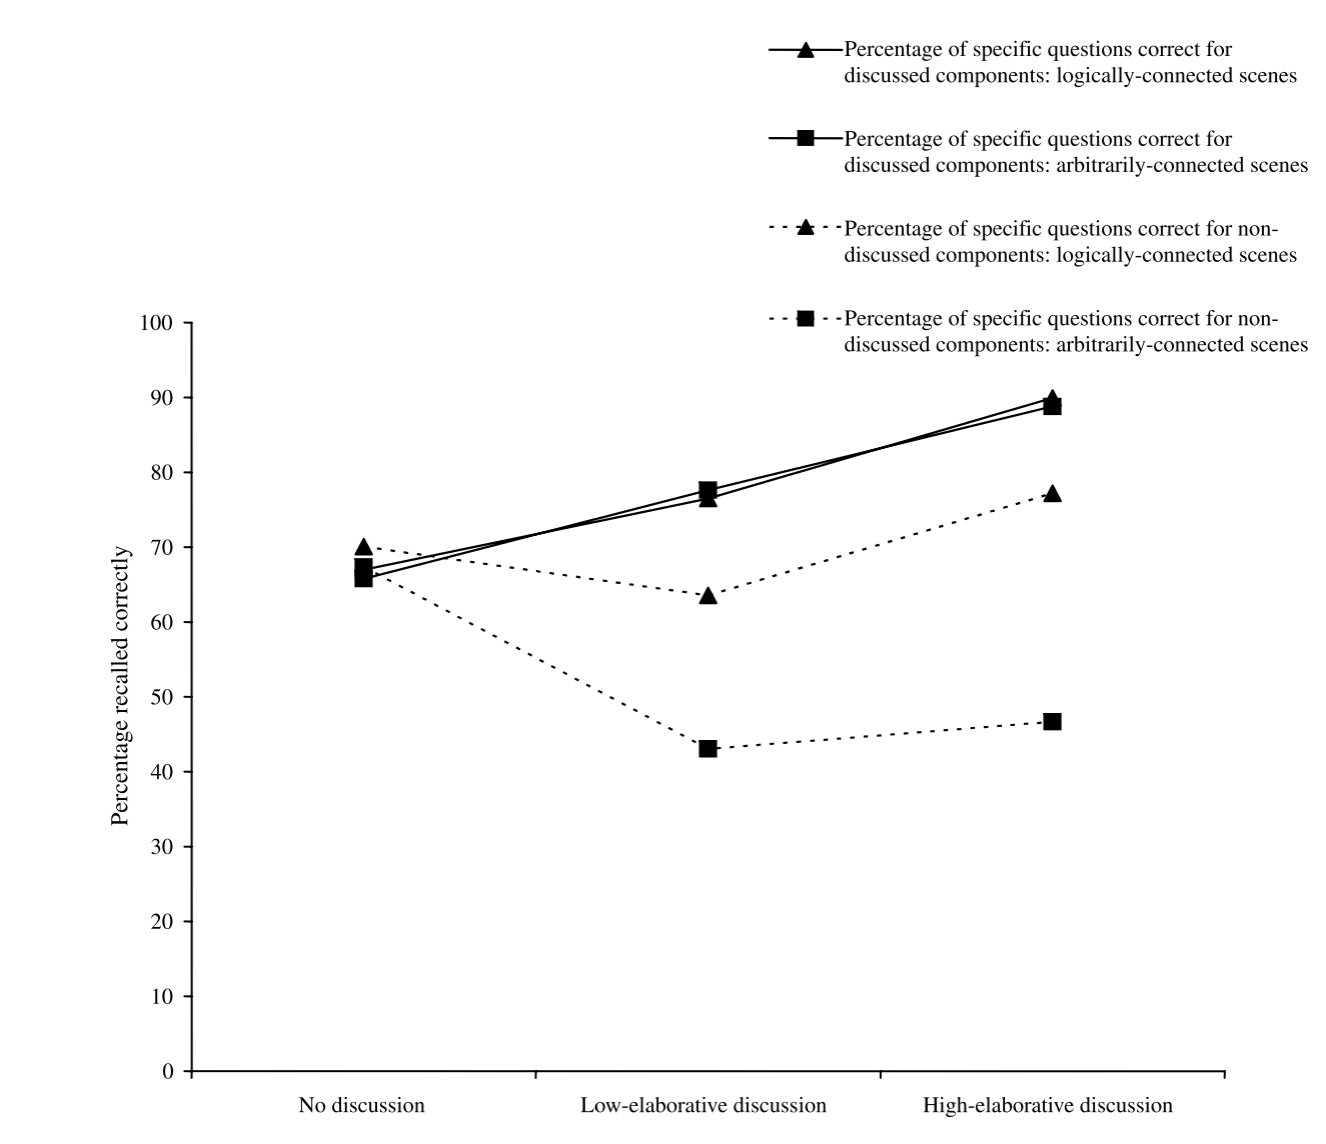 Percentage of specific questions correct for
discussed components: logically-connected scenes
Percentage of specific questions correct for
discussed components: arbitrarily-connected scenes
Percentage of specific questions correct for non-
discussed components: logically-connected scenes
Percentage of specific questions correct for non-
discussed components: arbitrarily-connected scenes
Percentage recalled correctly
100
90
80
70
60
50
40
30
20
10
0
No discussion
Low-elaborative discussion
High-elaborative discussion